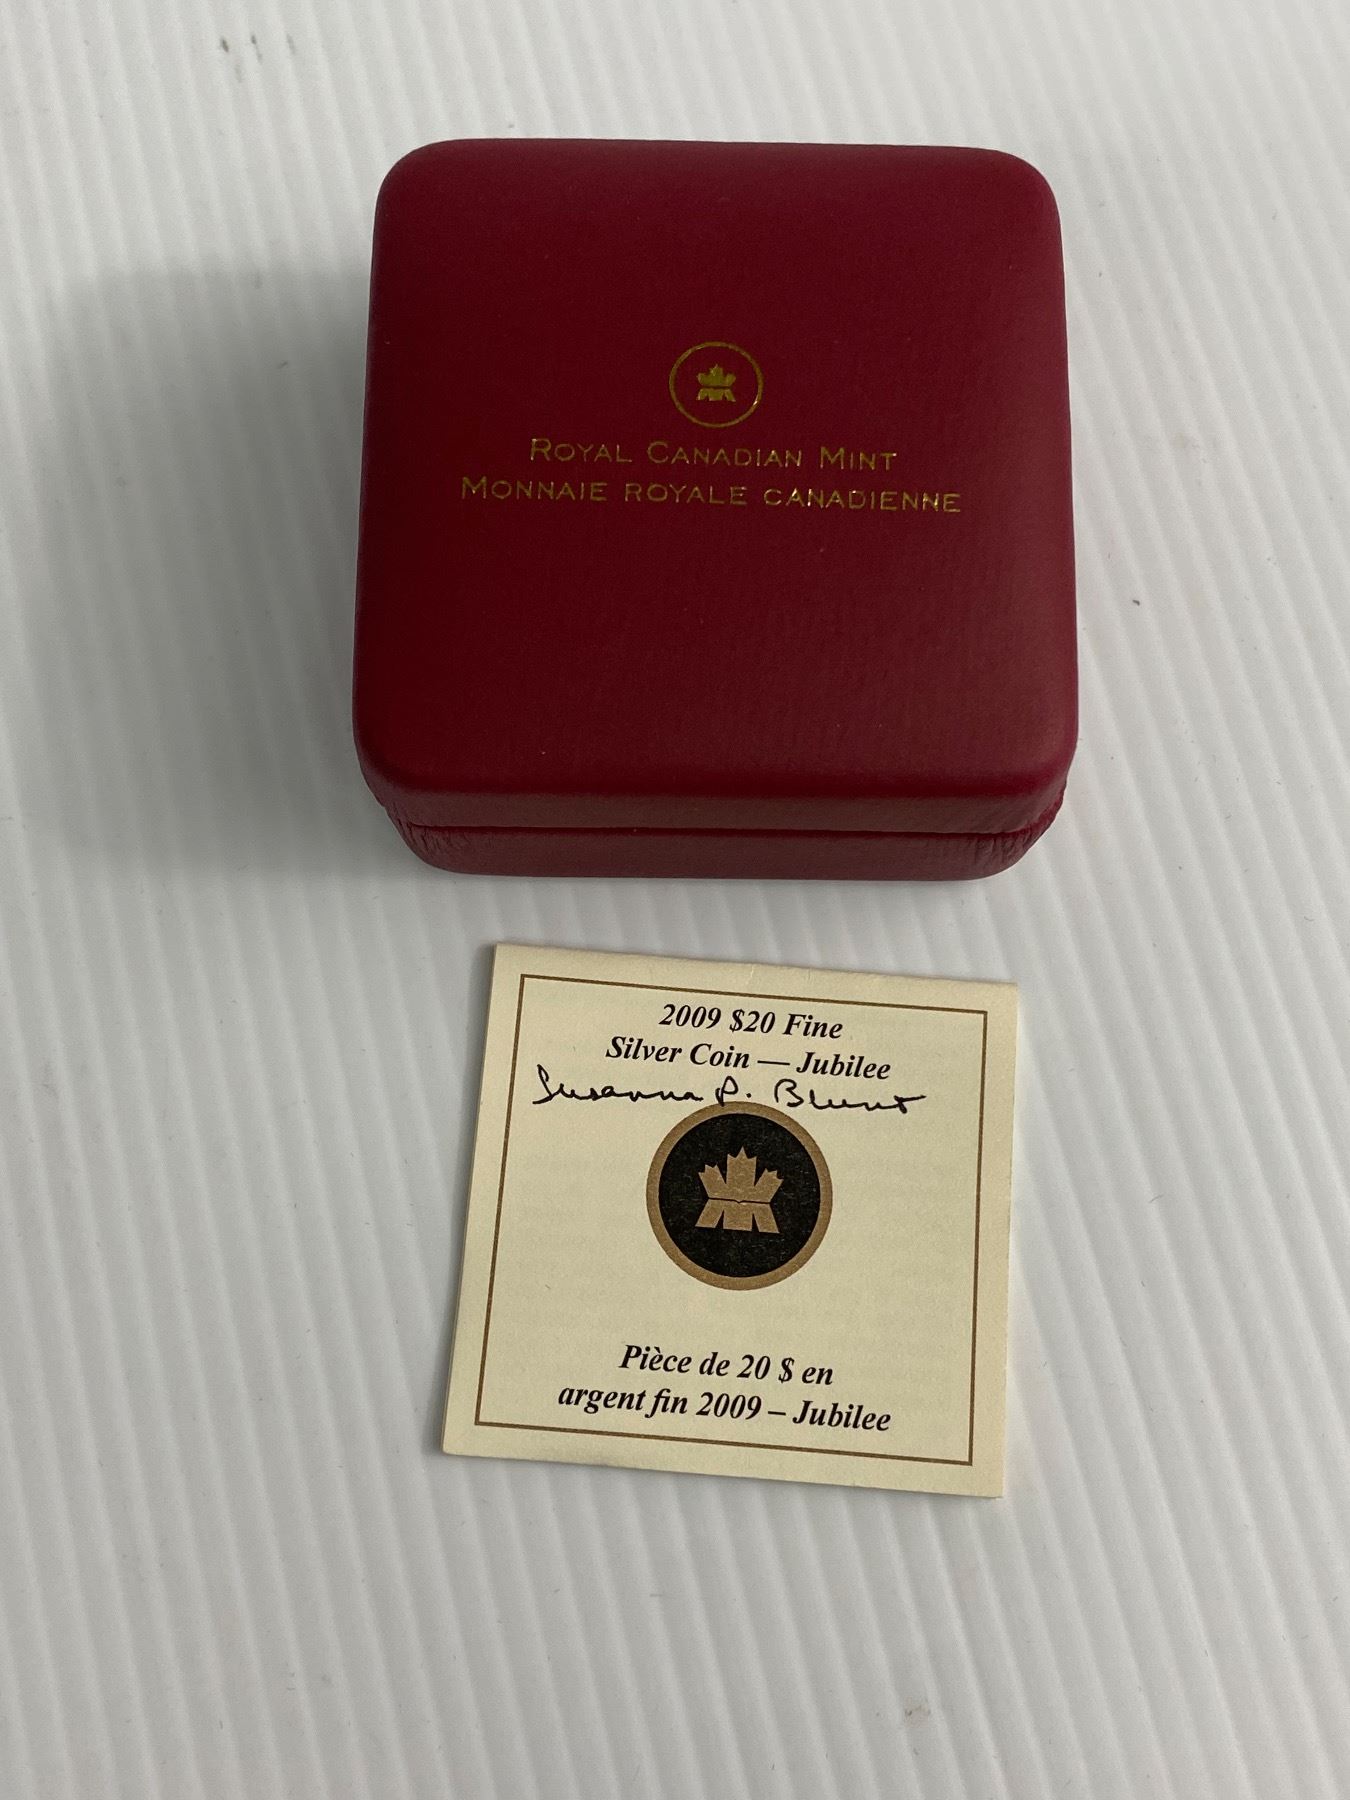 ROYAL CANADIAN MINT
MONNAIE ROYALE CANADIENNE
2009 $20 Fine
Silver Coin — Jubilee
Susanna P. Blunt
Pièce de 20 $ en
argent fin 2009 – Jubilee